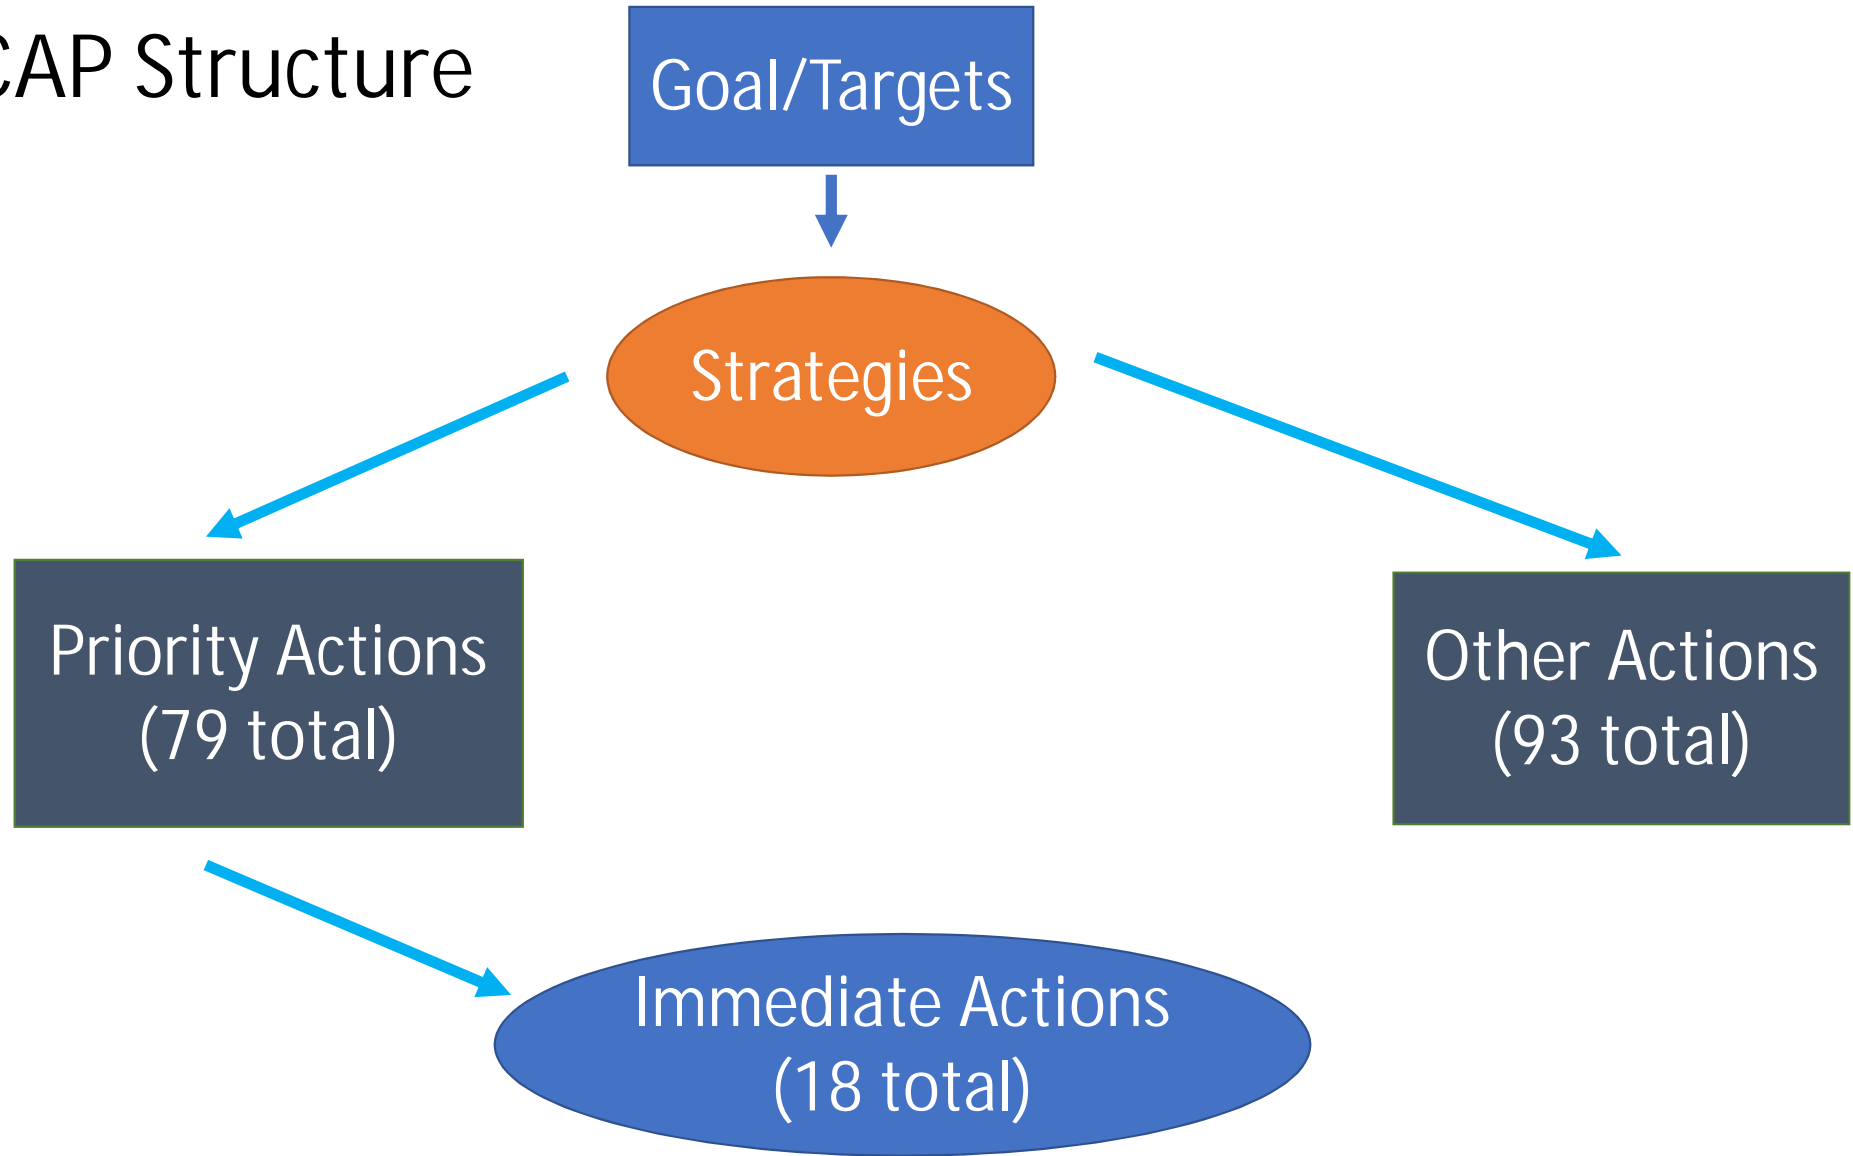 CAP Structure
Goal/Targets
Strategies
Priority Actions
(79 total)
Other Actions
(93 total)
Immediate Actions
(18 total)